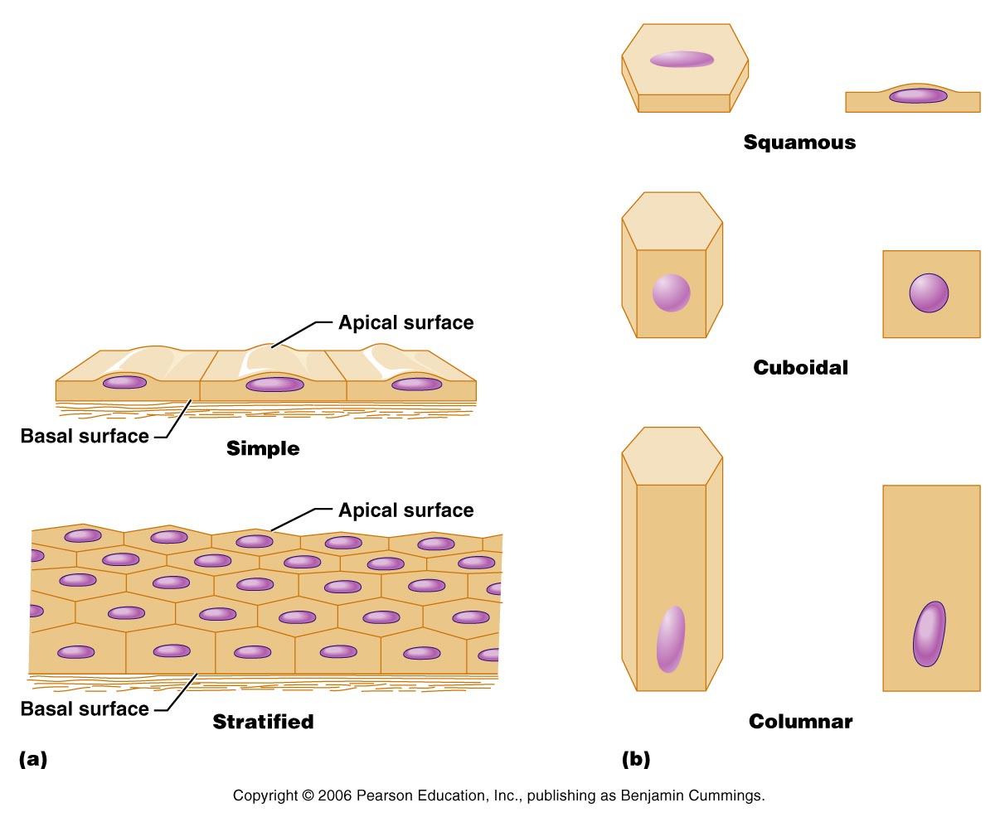 Apical surface
Basal surface
Simple
Apical surface
Basal surface
Stratified
(a)
Squamous
Cuboidal
Columnar
(b)
Copyright © 2006 Pearson Education, Inc., publishing as Benjamin Cummings.